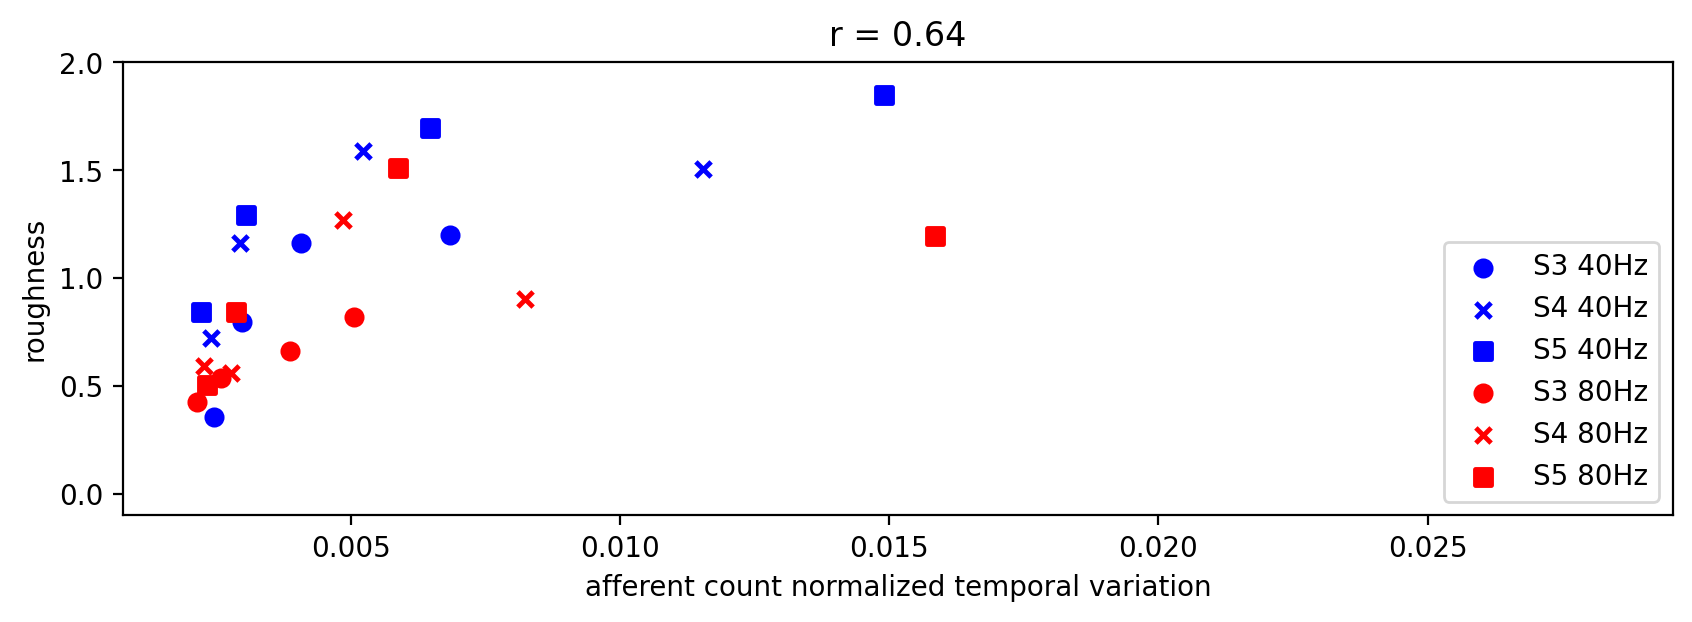 r = 0.64
2.0
1.5
1.0
0.5
0.0
roughness
0.005
0.010
0.015
0.020
0.025
afferent count normalized temporal variation
S3 40Hz
S4 40Hz
S5 40Hz
S3 80Hz
S4 80Hz
S5 80Hz